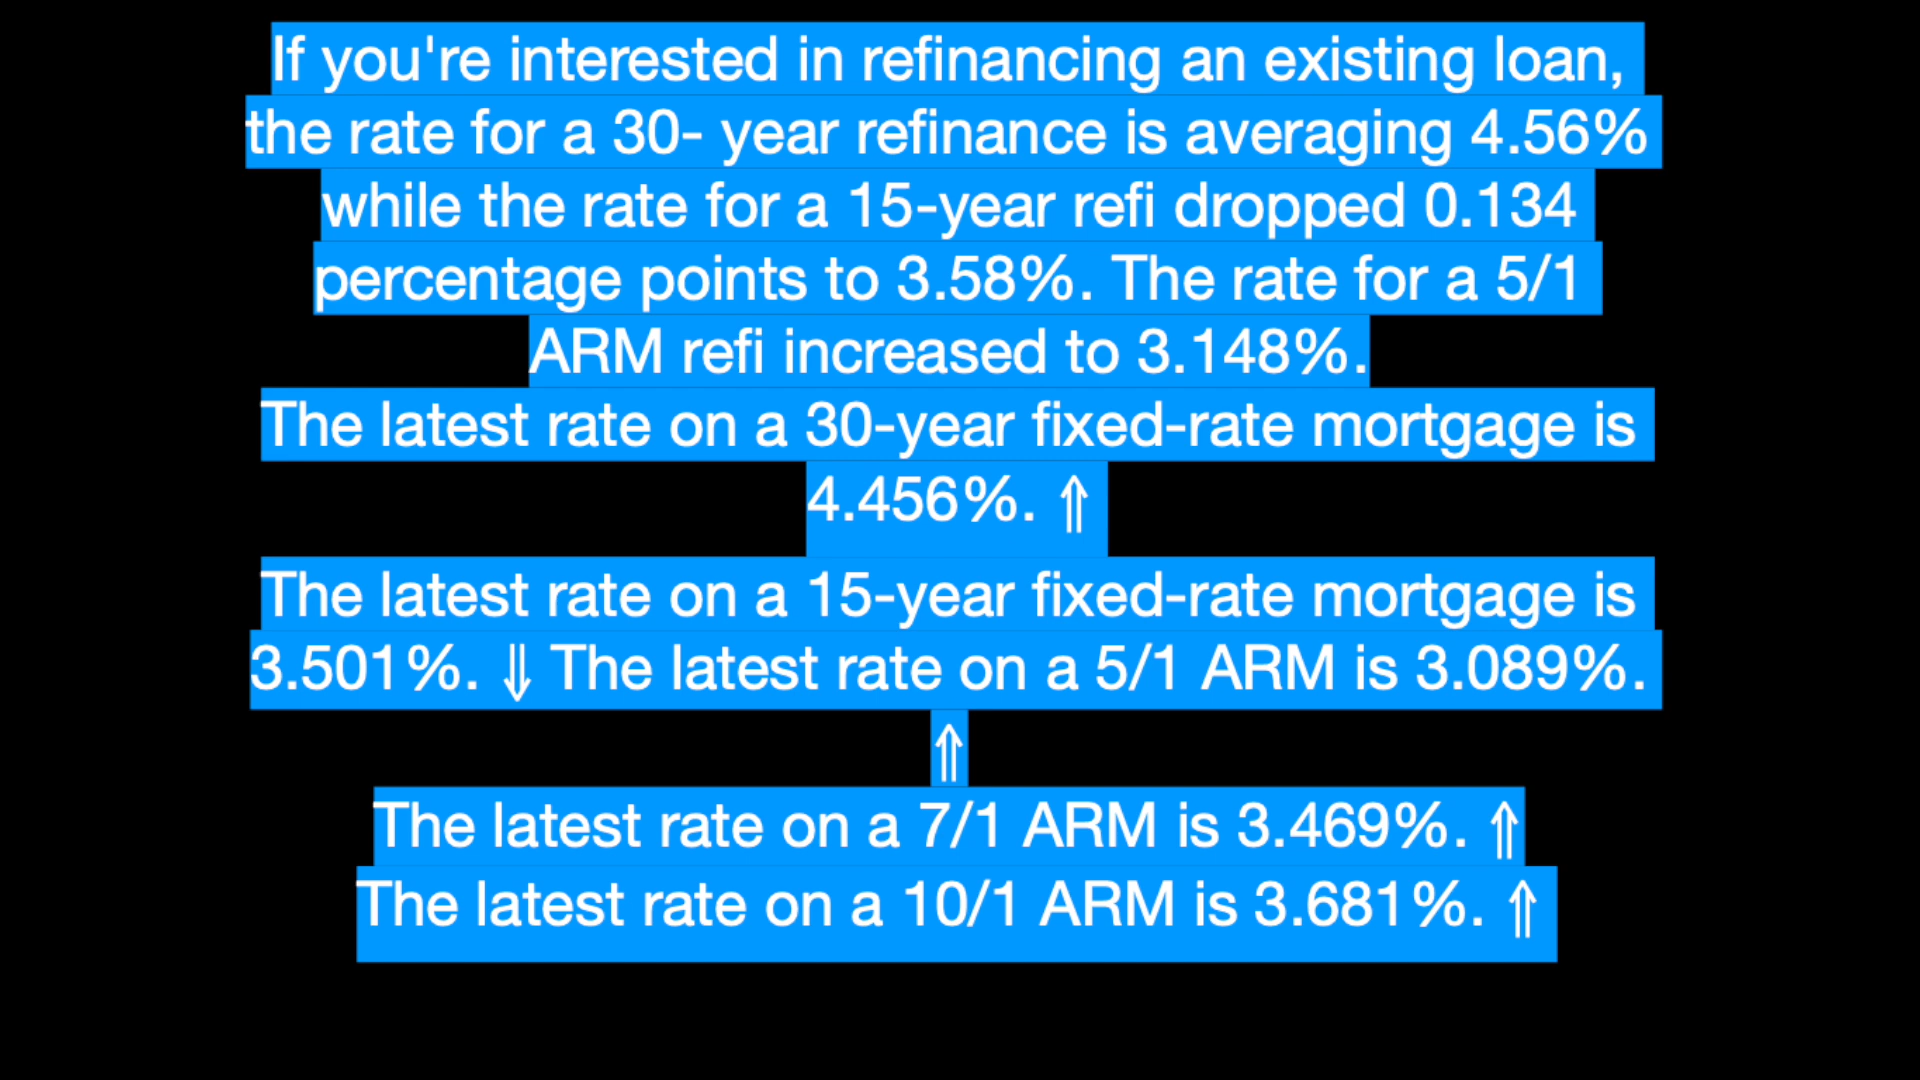 If you're interested in refinancing an existing loan,
the rate for a 30- year refinance is averaging 4.56%
while the rate for a 15-year refi dropped 0.134
percentage points to 3.58%. The rate for a 5/1
ARM refi increased to 3.148%.
The latest rate on a 30-year fixed-rate mortgage is
4.456%. ⇑
The latest rate on a 15-year fixed-rate mortgage is
3.501%. ⇓ The latest rate on a 5/1 ARM is 3.089%.
⇑
The latest rate on a 7/1 ARM is 3.469%. ⇑
The latest rate on a 10/1 ARM is 3.681%. ⇑